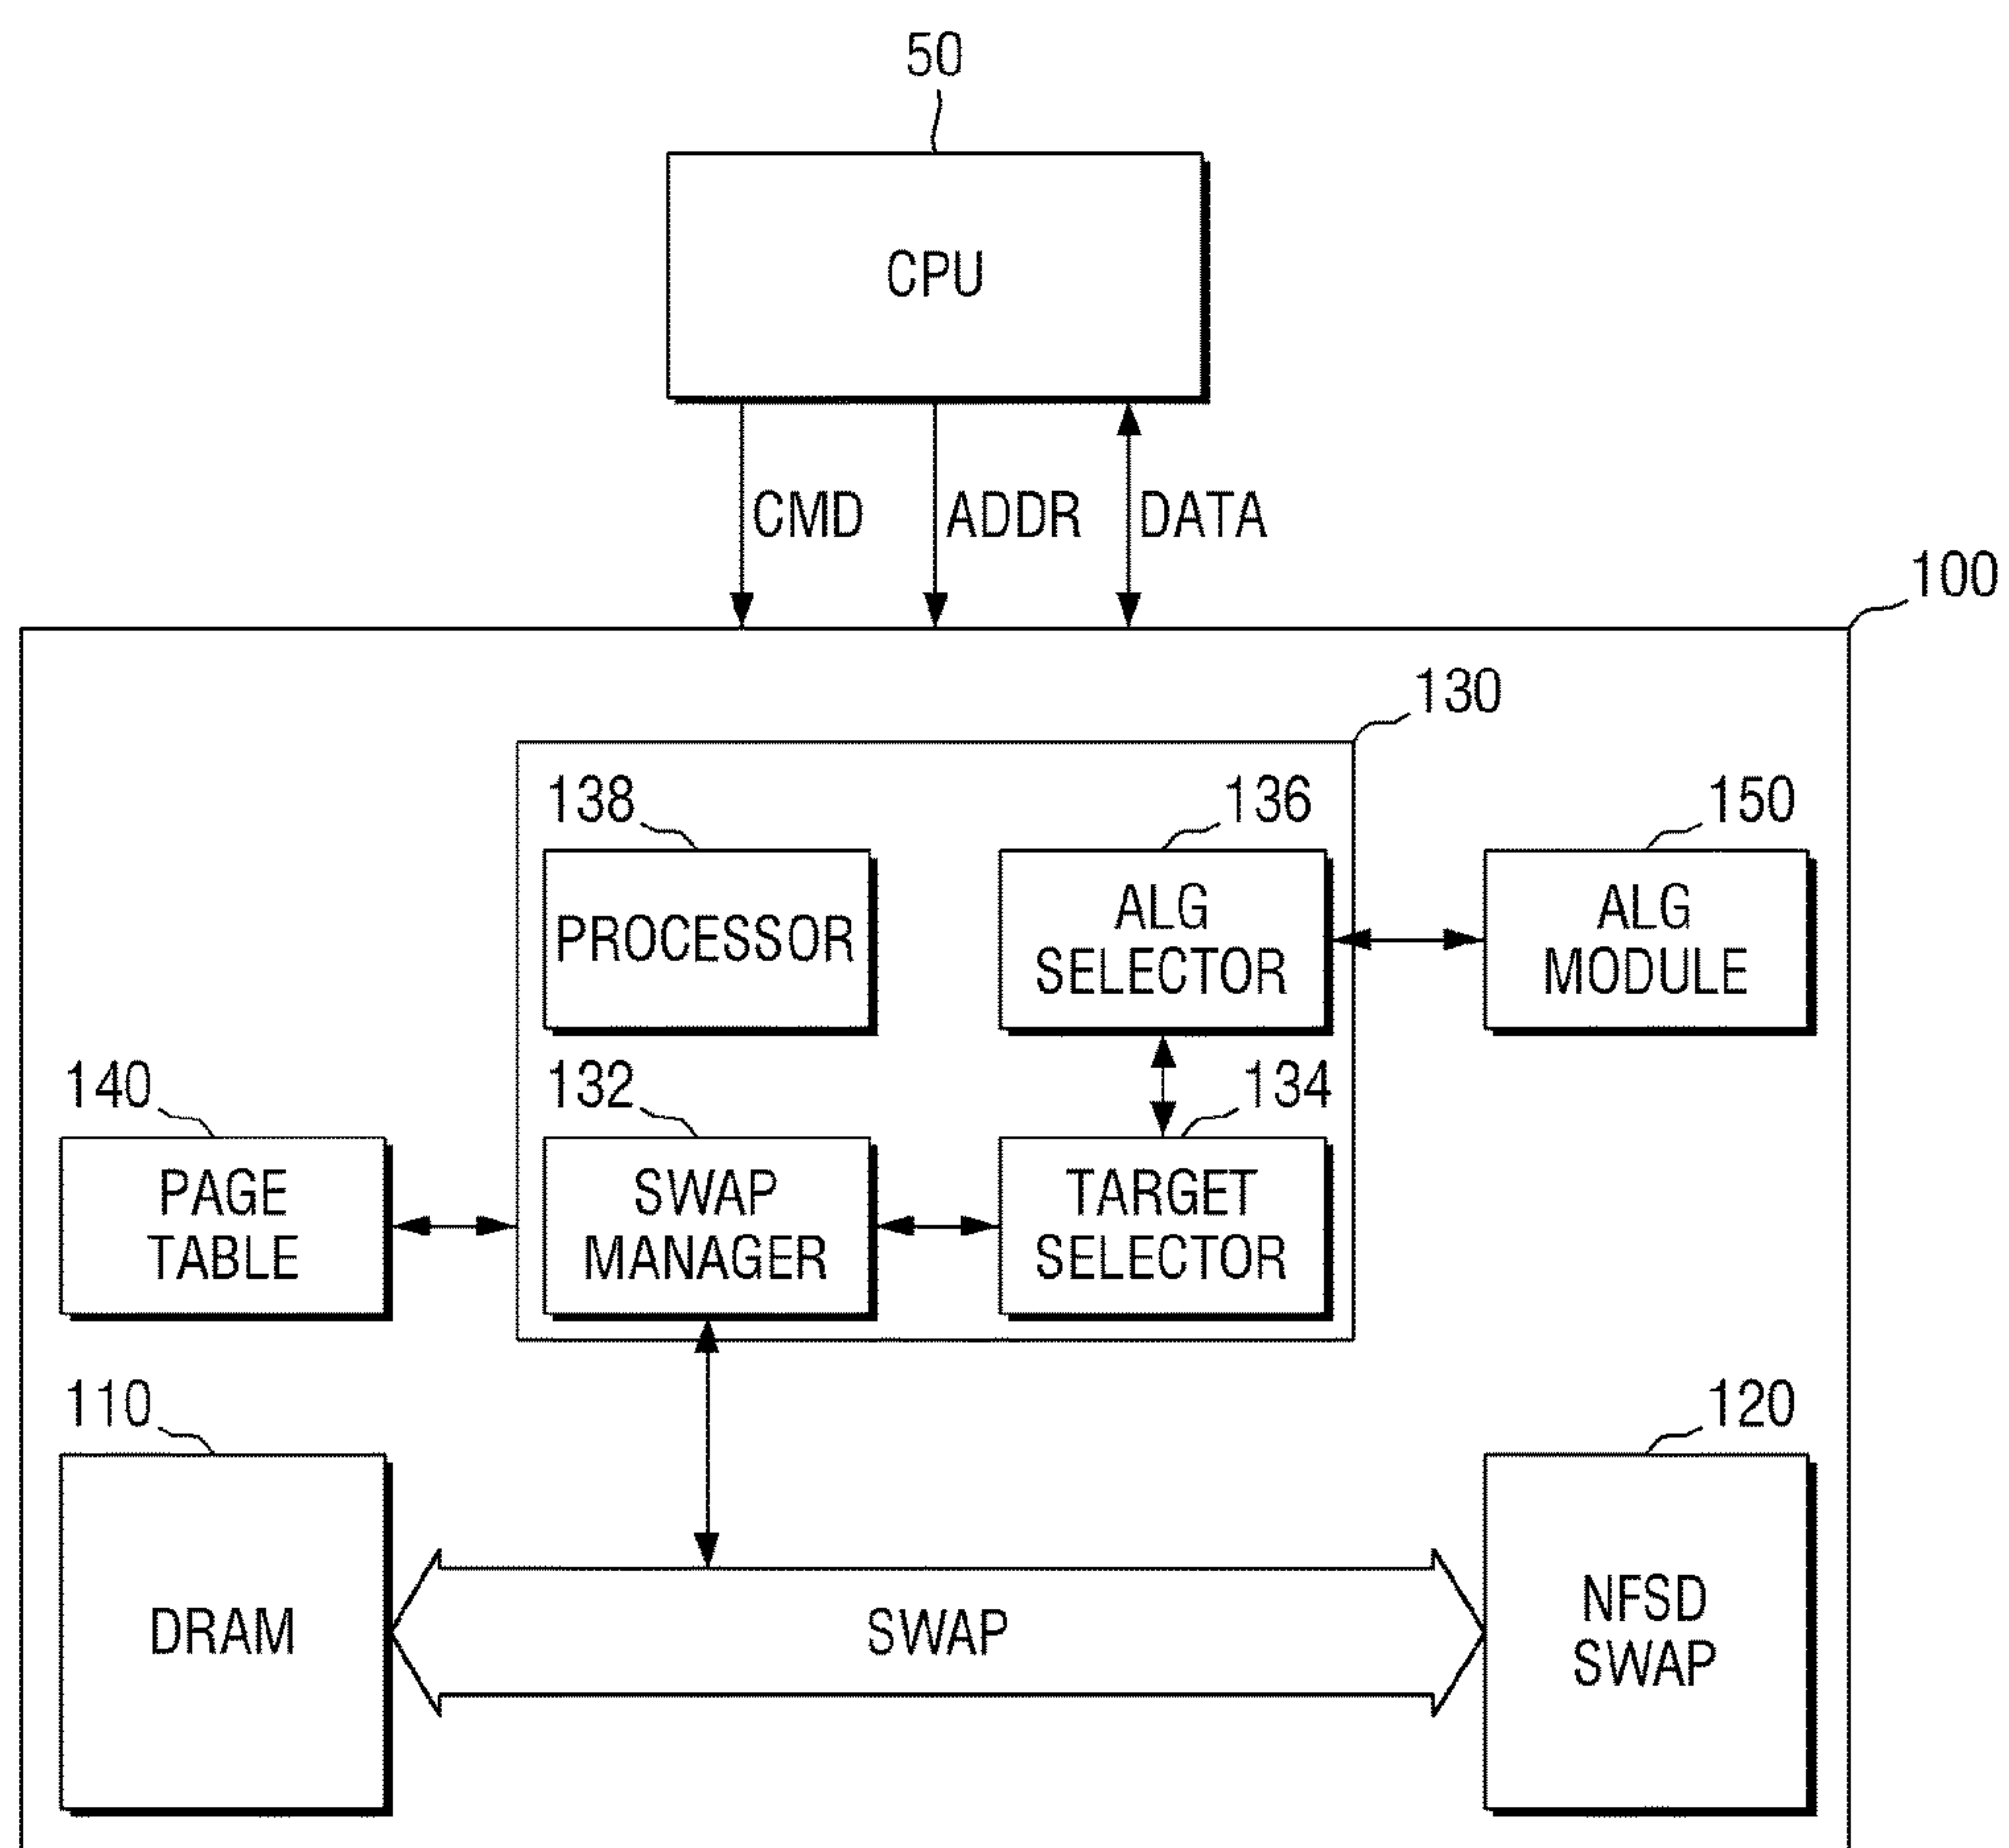 50
CPU
CMD
ADDR
DATA
100
130
138
136
150
PROCESSOR
ALG
SELECTOR
ALG
MODULE
140
132
134
PAGE
TABLE
SWAP
MANAGER
TARGET
SELECTOR
110
120
DRAM
SWAP
NFSD
SWAP